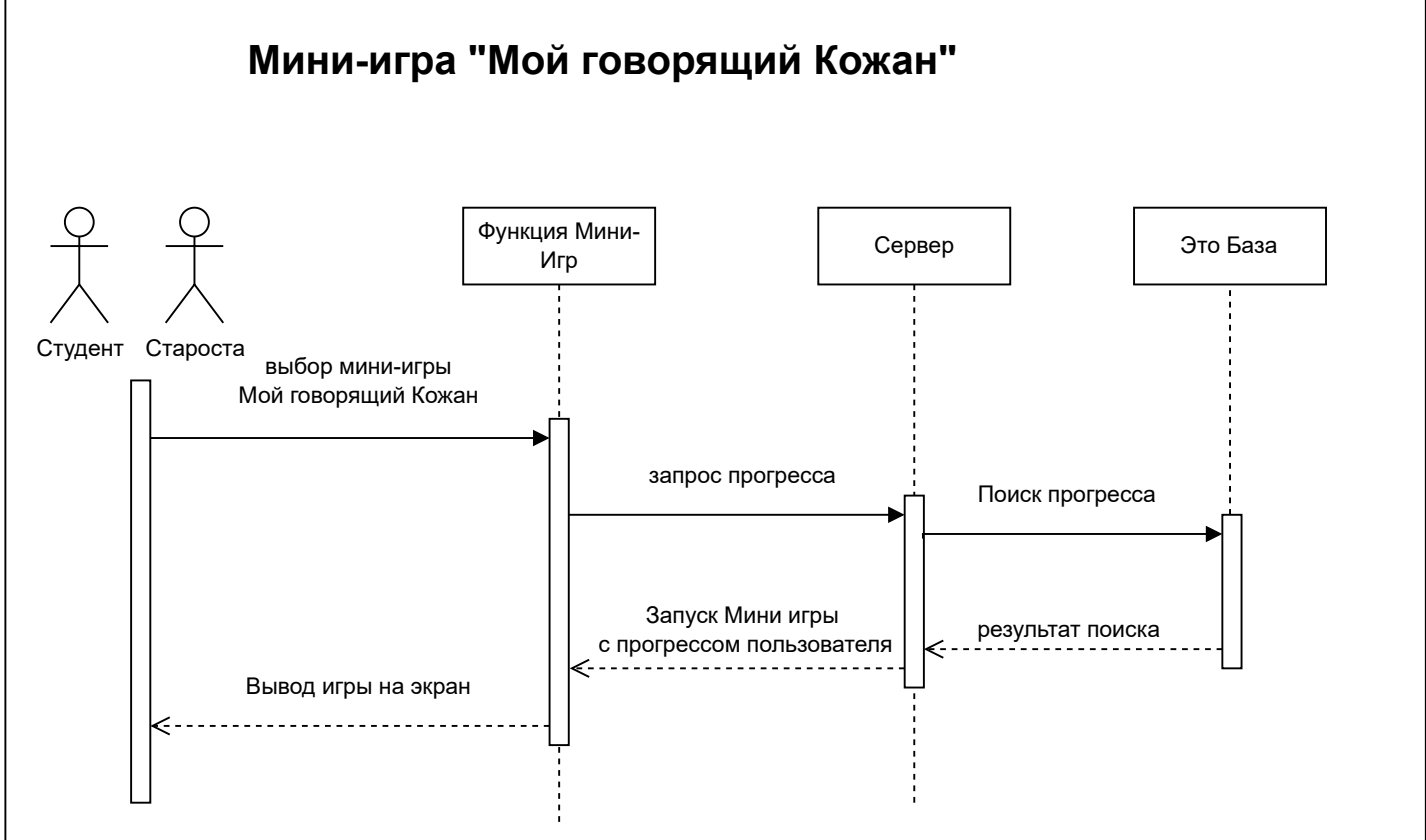 Мини-игра "Мой говорящий Кожан"
Функция Мини-
Игр
Сервер
Это База
Студент
Староста
выбор мини-игры
Мой говорящий Кожан
запрос прогресса
Поиск прогресса
Запуск Мини игры
с прогрессом пользователя
результат поиска
Вывод игры на экран